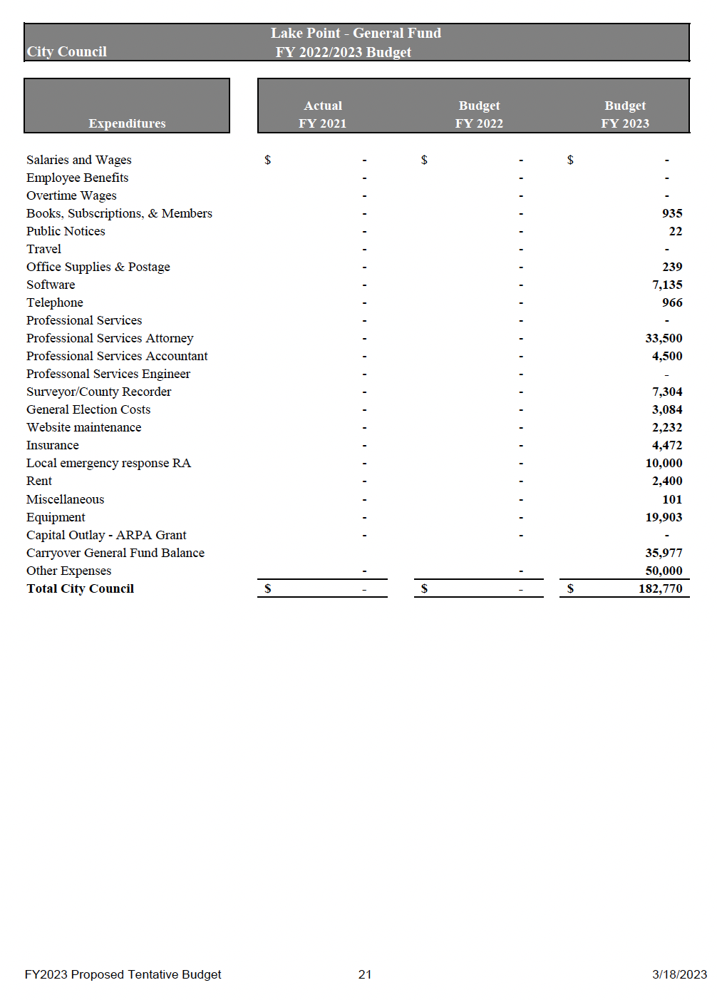 Lake Point - General Fund
City Council FY 2022/2023 Budget
Actual Budget Budget
Expenditures FY 2021 FY 2022 FY 2023
Salaries and Wages $ - $ - $ -
Employee Benefits - - -
Overtime Wages - - -
Books, Subscriptions, & Members - - 935
Public Notices - - 22
Travel - - -
Office Supplies & Postage - - 239
Software - - 7,135
Telephone - - 966
Professional Services - - -
Professional Services Attorney - - 33,500
Professional Services Accountant - - 4,500
Professonal Services Engineer - - -
Surveyor/County Recorder - - 7,304
General Election Costs - - 3,084
Website maintenance - - 2,232
Insurance - - 4,472
Local emergency response RA - - 10,000
Rent - - 2,400
Miscellaneous - - 101
Equipment - - 19,903
Capital Outlay - ARPA Grant - - -
Carryover General Fund Balance 35,977
Other Expenses - - 50,000
Total City Council $ - $ - $ 182,770
FY2023 Proposed Tentative Budget 21 3/18/2023